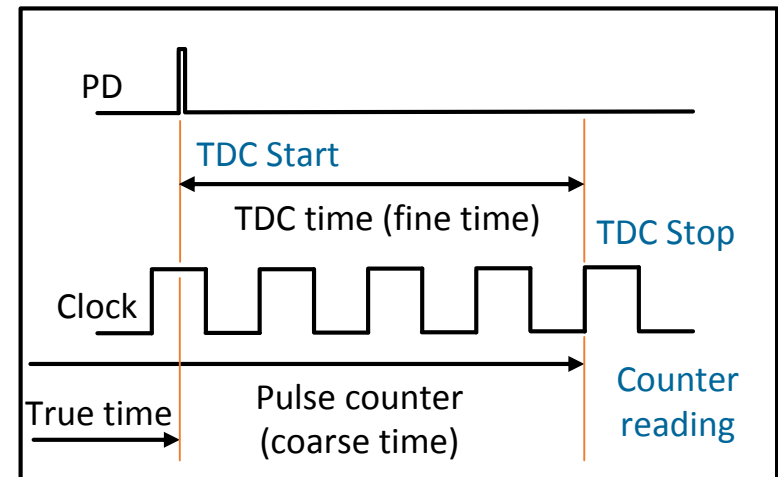 PD
TDC Start
TDC time (fine time)
TDC Stop
Clock
True time
Pulse counter
(coarse time)
Counter
reading